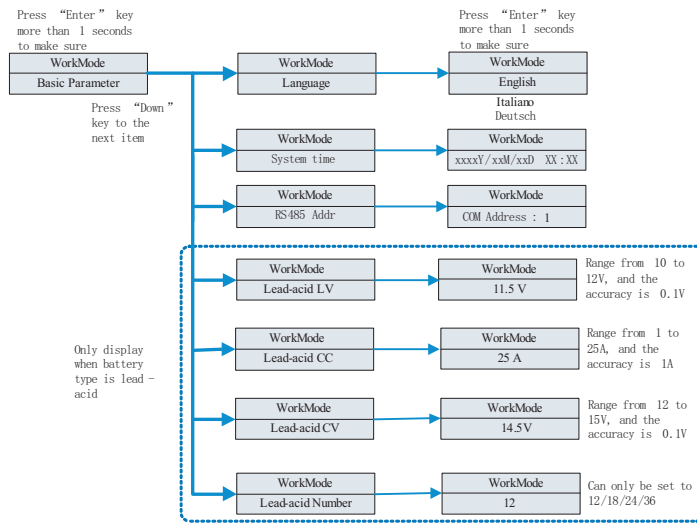 Press “Enter” key
more than 1 seconds
to make sure
WorkMode
Basic Parameter
Press “Down”
key to the
next item
WorkMode
Language
Press “Enter” key
more than 1 seconds
to make sure
WorkMode
English
Italiano
Deutsch
WorkMode
System time
WorkMode
xxxxY/xxM/xxD XX:XX
WorkMode
RS485 Addr
WorkMode
COM Address : 1
Only display
when battery
type is lead-
acid
WorkMode
Lead-acid LV
WorkMode
11.5 V
Range from 10 to
12V, and the
accuracy is 0.1V
WorkMode
Lead-acid CC
WorkMode
25 A
Range from 1 to
25A, and the
accuracy is 1A
WorkMode
Lead-acid CV
WorkMode
14.5V
Range from 12 to
15V, and the
accuracy is 0.1V
WorkMode
Lead-acid Number
WorkMode
12
Can only be set to
12/18/24/36